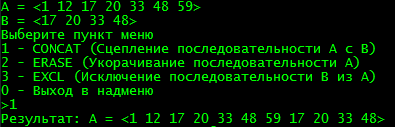 A = <1 12 17 20 33 48 59>
B = <17 20 33 48>
Выберите пункт меню
1 - CONCAT (Сцепление последовательности A с B)
2 - ERASE (Укорачивание последовательности A)
3 - EXCL (Исключение последовательности B из A)
0 - Выход в надменю
>1
Результат: A = <1 12 17 20 33 48 59 17 20 33 48>